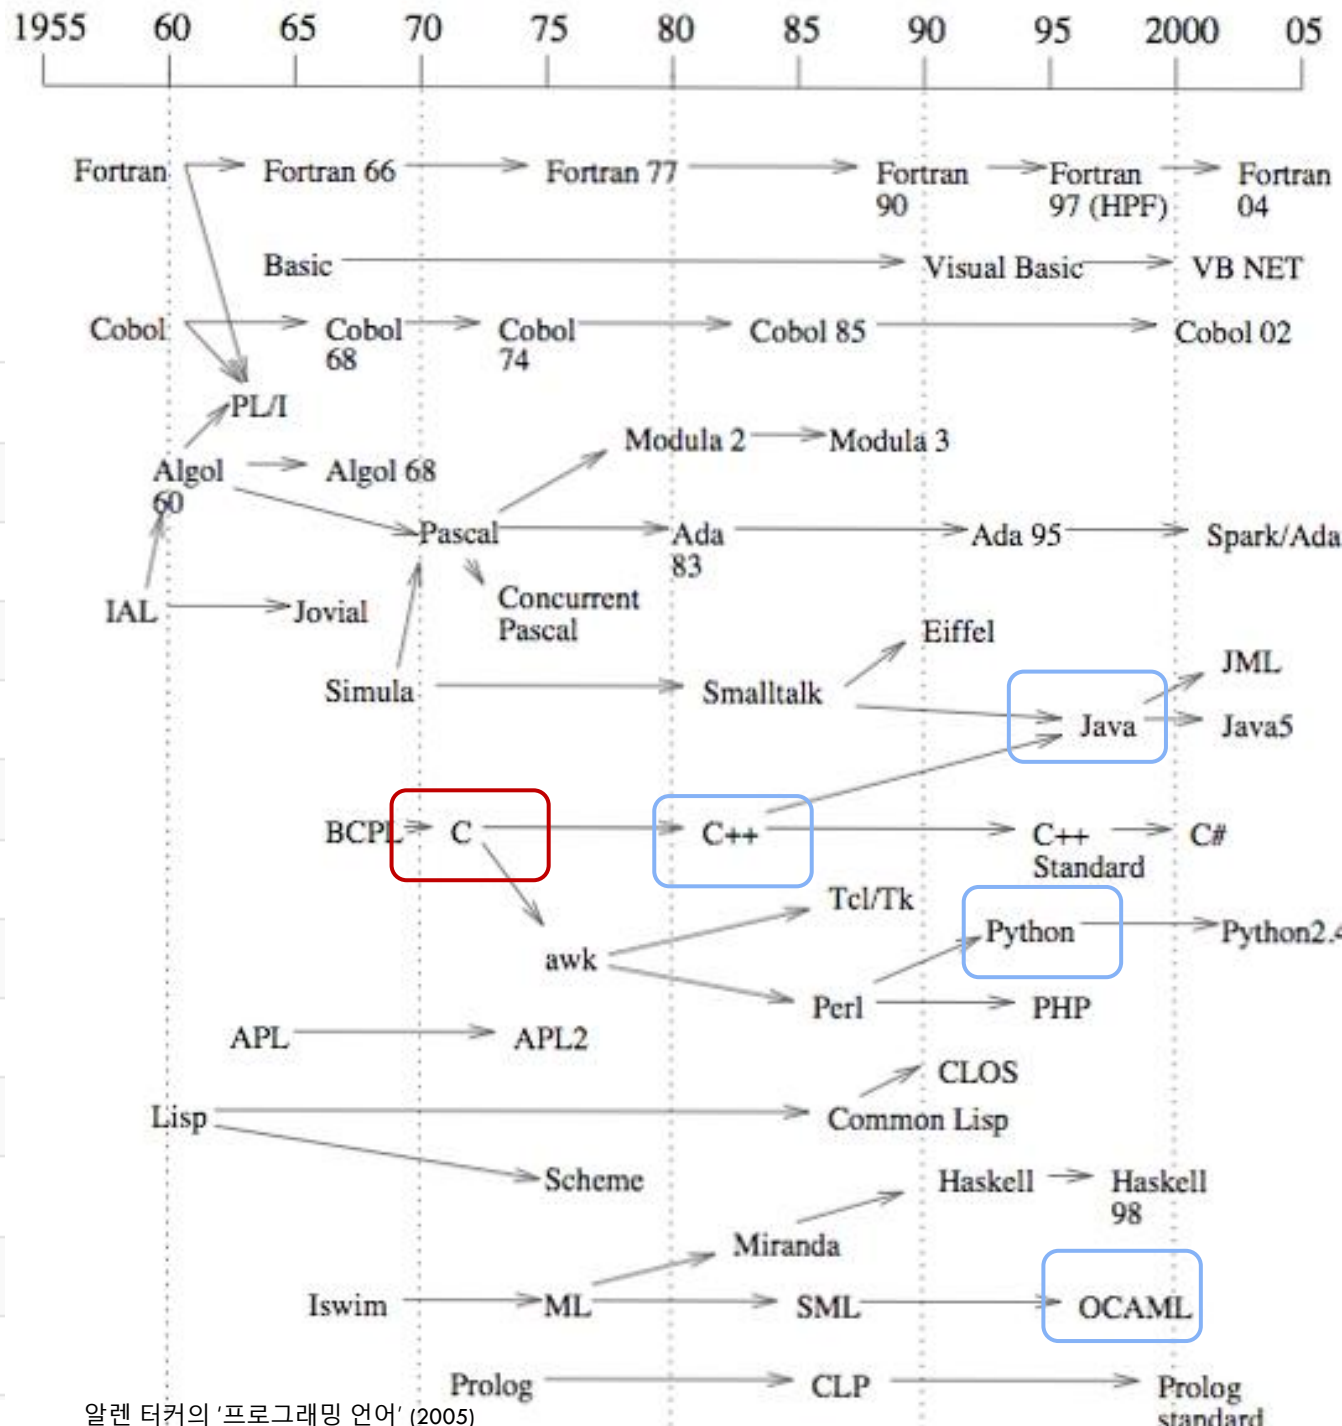 1955 60 65 70 75 80 85 90 95 2000 05
Fortran Fortran 66 Fortran 77 Fortran Fortran Fortran
90 97 (HPF) 04
Basic Visual Basic VB NET
Cobol Cobol Cobol Cobol 85 Cobol 02
68 74
PL/I
Modula 2 Modula 3
Algol Algol 68
60
Pascal Ada Ada 95 Spark/Ada
83
IAL Jovial Concurrent
Pascal
Eiffel
JML
Simula Smalltalk
Java Java5
BCPL C C++ C++ C#
Standard
Tcl/Tk
Python Python2.4
awk
Perl PHP
APL APL2
CLOS
Lisp Common Lisp
Scheme Haskell Haskell
98
Miranda
Iswim ML SML OCAML
Prolog CLP Prolog
standard
알렌 터커의 '프로그래밍 언어' (2005)